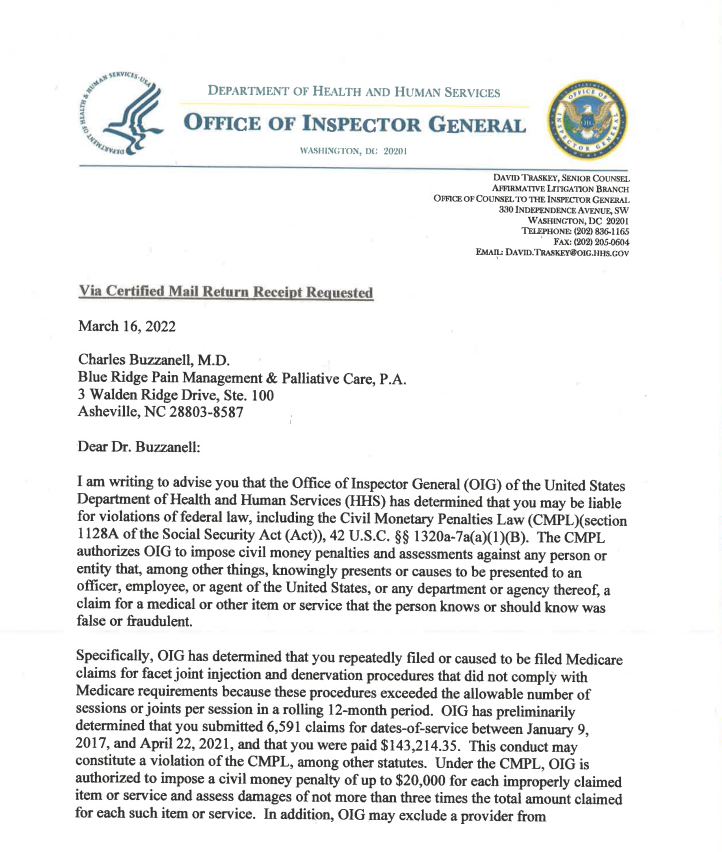 DEPARTMENT OF HEALTH & HUMAN SERVICES · USA
DEPARTMENT OF HEALTH AND HUMAN SERVICES
OFFICE OF INSPECTOR GENERAL
WASHINGTON, DC 20201
OFFICE OF
INSPECTOR GENERAL
OIG
DAVID TRASKEY, SENIOR COUNSEL
AFFIRMATIVE LITIGATION BRANCH
OFFICE OF COUNSEL TO THE INSPECTOR GENERAL
330 INDEPENDENCE AVENUE, SW
WASHINGTON, DC 20201
TELEPHONE: (202) 836-1165
FAX: (202) 205-0604
EMAIL: DAVID.TRASKEY@OIG.HHS.GOV
Via Certified Mail Return Receipt Requested
March 16, 2022
Charles Buzzanell, M.D.
Blue Ridge Pain Management & Palliative Care, P.A.
3 Walden Ridge Drive, Ste. 100
Asheville, NC 28803-8587
Dear Dr. Buzzanell:
I am writing to advise you that the Office of Inspector General (OIG) of the United States
Department of Health and Human Services (HHS) has determined that you may be liable
for violations of federal law, including the Civil Monetary Penalties Law (CMPL)(section
1128A of the Social Security Act (Act)), 42 U.S.C. §§ 1320a-7a(a)(1)(B). The CMPL
authorizes OIG to impose civil money penalties and assessments against any person or
entity that, among other things, knowingly presents or causes to be presented to an
officer, employee, or agent of the United States, or any department or agency thereof, a
claim for a medical or other item or service that the person knows or should know was
false or fraudulent.
Specifically, OIG has determined that you repeatedly filed or caused to be filed Medicare
claims for facet joint injection and denervation procedures that did not comply with
Medicare requirements because these procedures exceeded the allowable number of
sessions or joints per session in a rolling 12-month period. OIG has preliminarily
determined that you submitted 6,591 claims for dates-of-service between January 9,
2017, and April 22, 2021, and that you were paid $143,214.35. This conduct may
constitute a violation of the CMPL, among other statutes. Under the CMPL, OIG is
authorized to impose a civil money penalty of up to $20,000 for each improperly claimed
item or service and assess damages of not more than three times the total amount claimed
for each such item or service. In addition, OIG may exclude a provider from